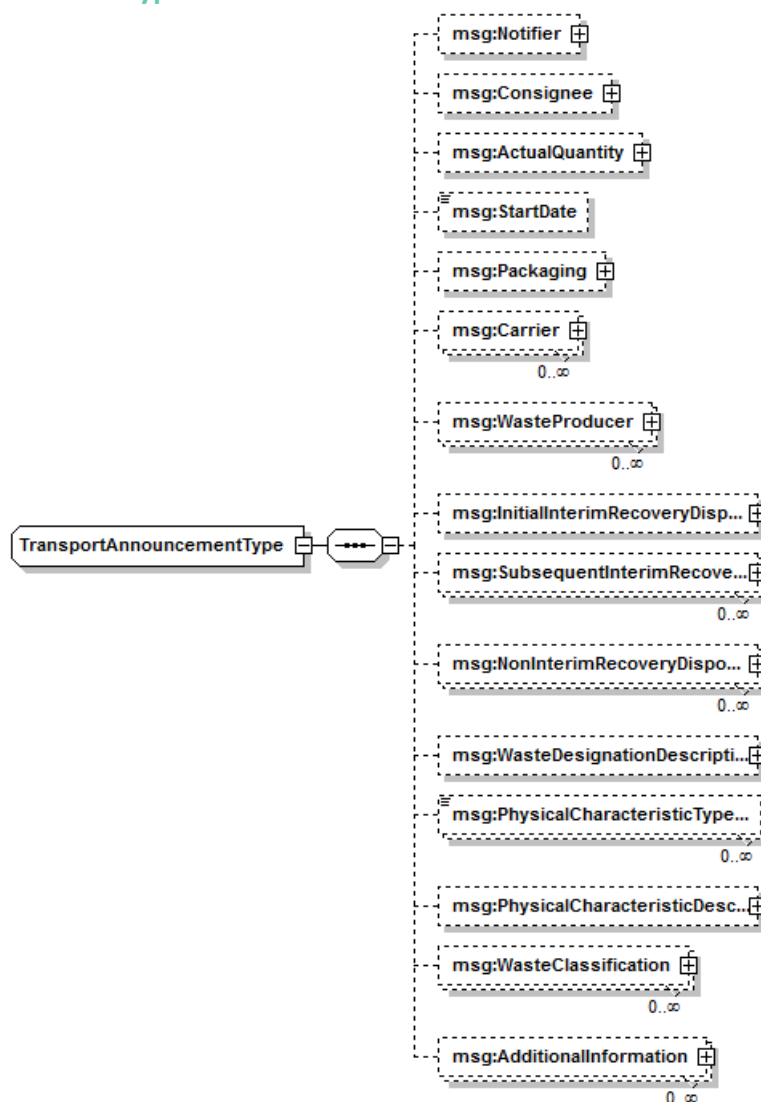 msg:Notifier
msg:Consignee
msg:ActualQuantity
msg:StartDate
msg:Packaging
msg:Carrier
0..∞
msg:WasteProducer
0..∞
msg:InitialInterimRecoveryDisp...
TransportAnnouncementType
msg:SubsequentInterimRecove...
0..∞
msg:NonInterimRecoveryDispo...
0..∞
msg:WasteDesignationDescripti...
msg:PhysicalCharacteristicType...
0..∞
msg:PhysicalCharacteristicDesc...
msg:WasteClassification
0..∞
msg:AdditionalInformation
0..∞